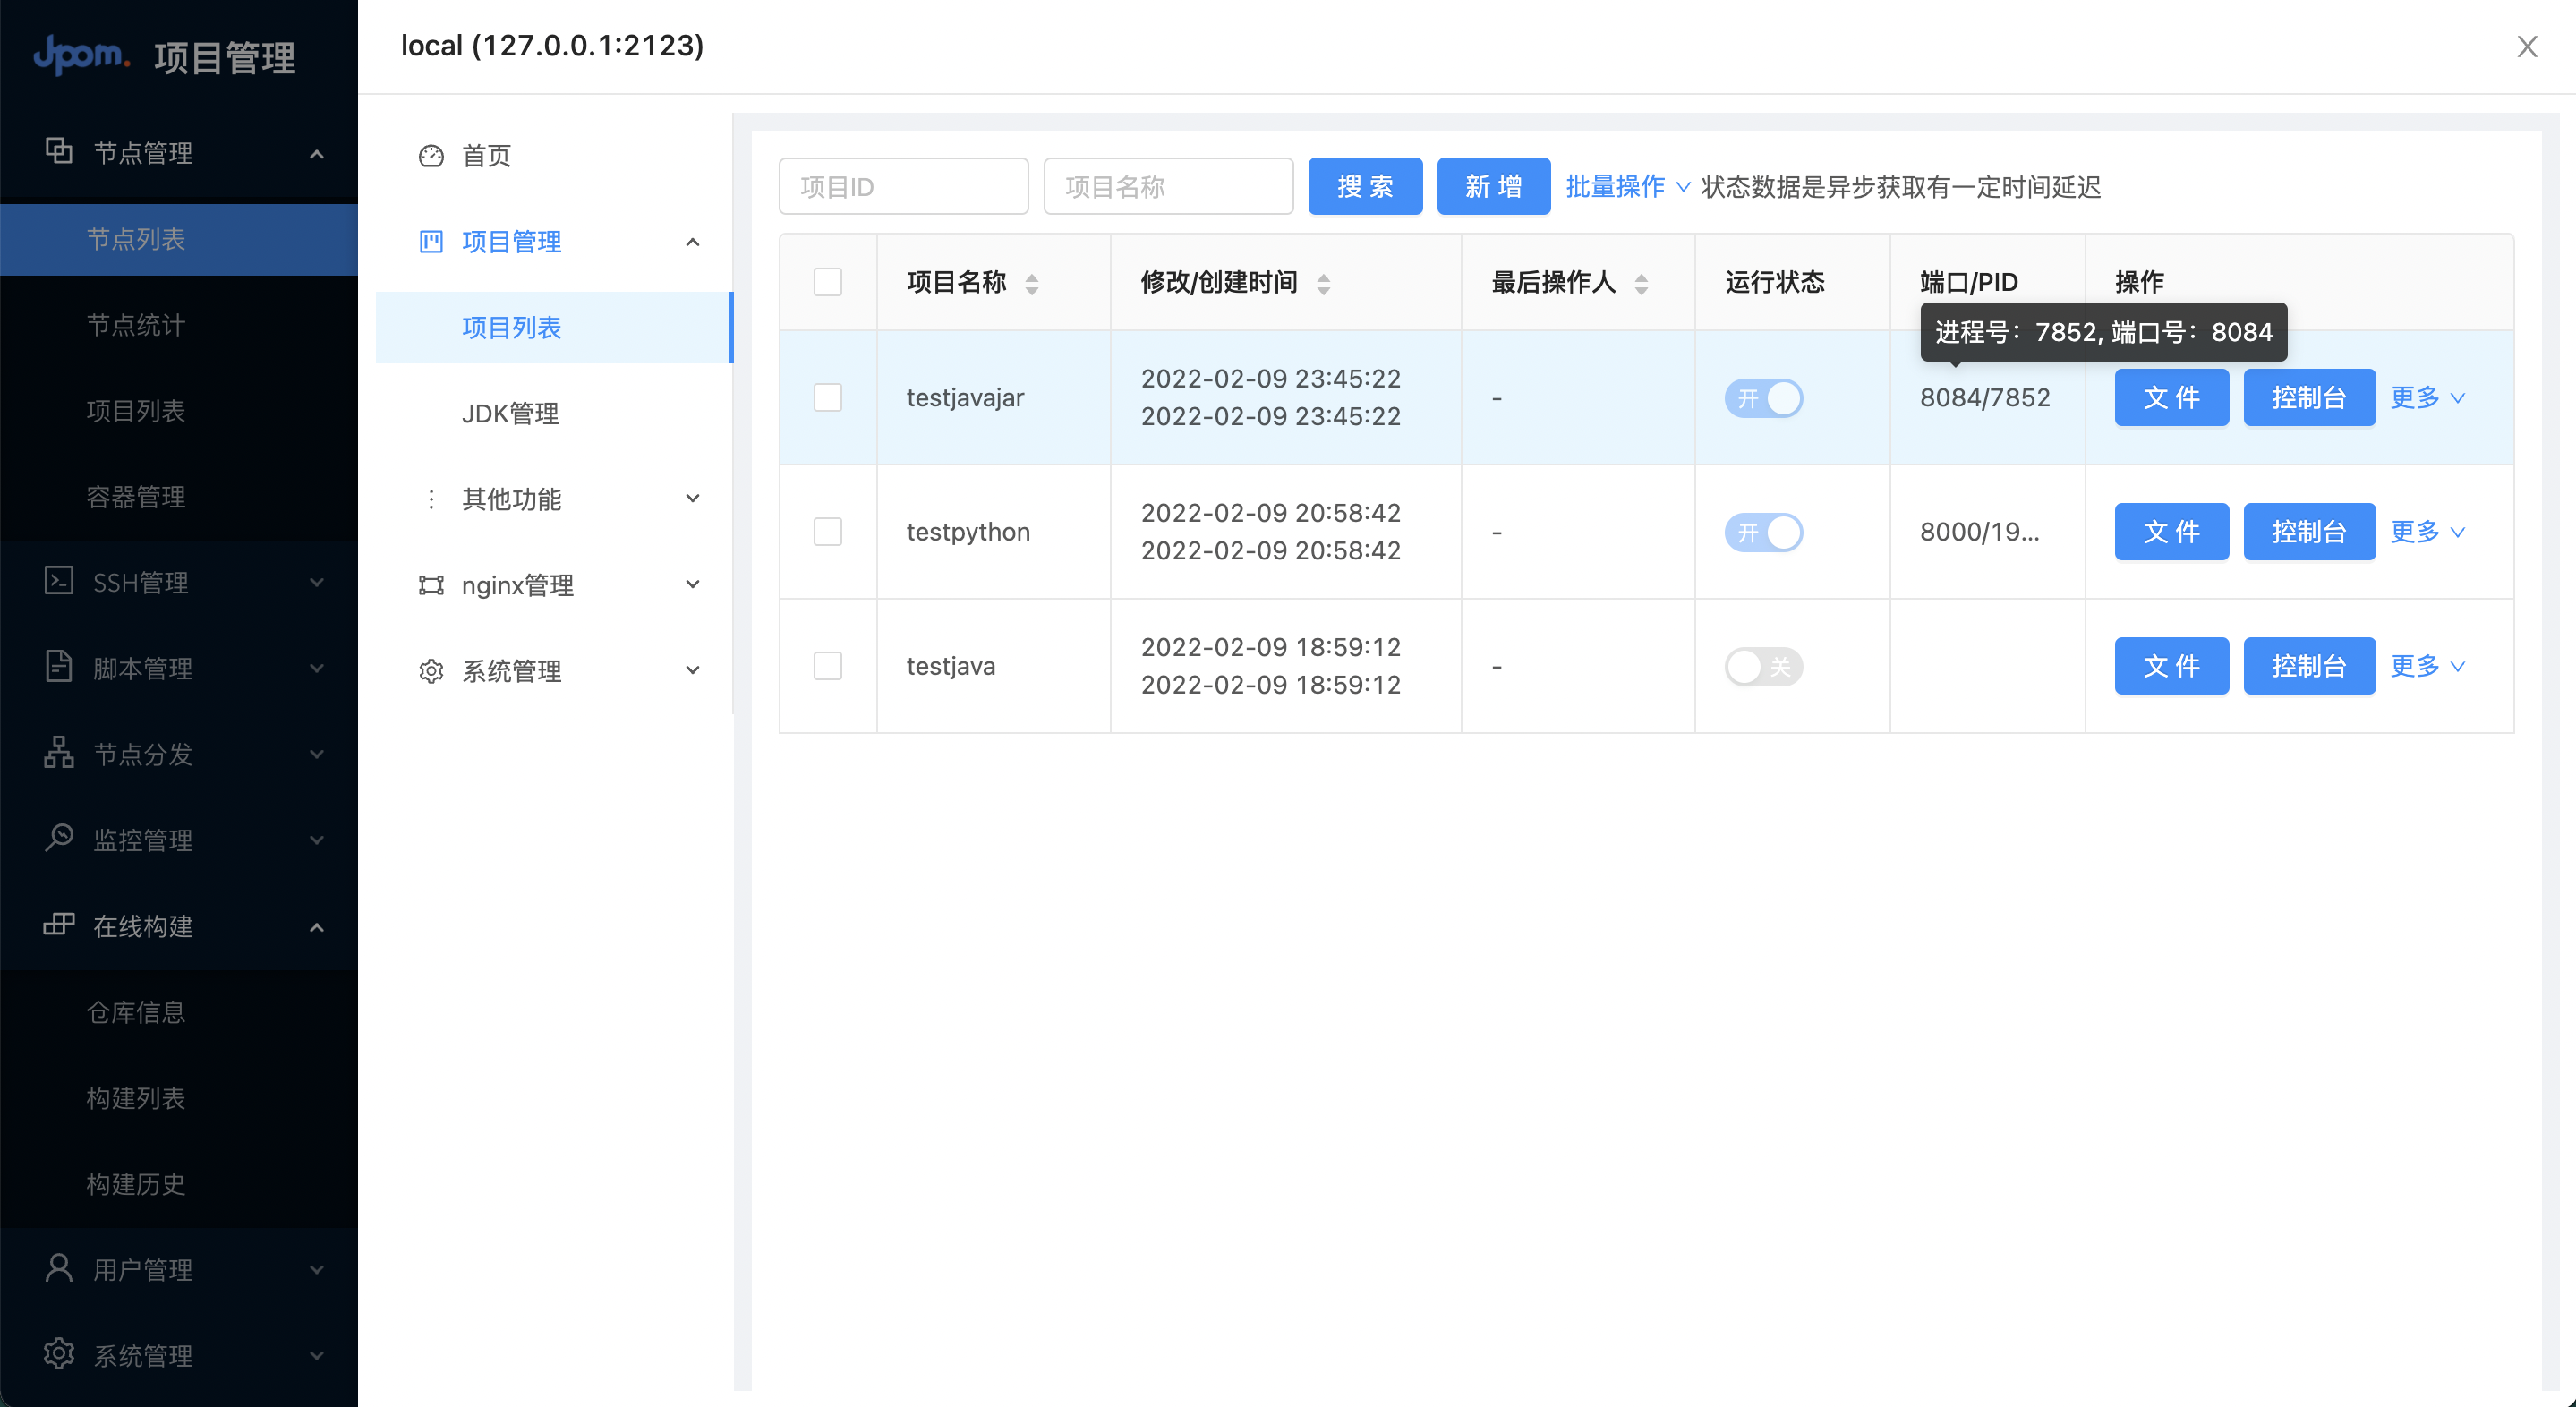 Jpom. 项目管理
节点管理
节点列表
节点统计
项目列表
容器管理
SSH管理
脚本管理
节点分发
监控管理
在线构建
仓库信息
构建列表
构建历史
用户管理
系统管理
local (127.0.0.1:2123)
首页
项目管理
项目列表
JDK管理
其他功能
nginx管理
系统管理
项目ID 项目名称 搜 索 新 增 批量操作 状态数据是异步获取有一定时间延迟
项目名称 修改/创建时间 最后操作人 运行状态 端口/PID 操作
进程号：7852, 端口号：8084
testjavajar 2022-02-09 23:45:22 - 开 8084/7852 文 件 控制台 更多
2022-02-09 23:45:22
testpython 2022-02-09 20:58:42 - 开 8000/19... 文 件 控制台 更多
2022-02-09 20:58:42
testjava 2022-02-09 18:59:12 - 关 文 件 控制台 更多
2022-02-09 18:59:12